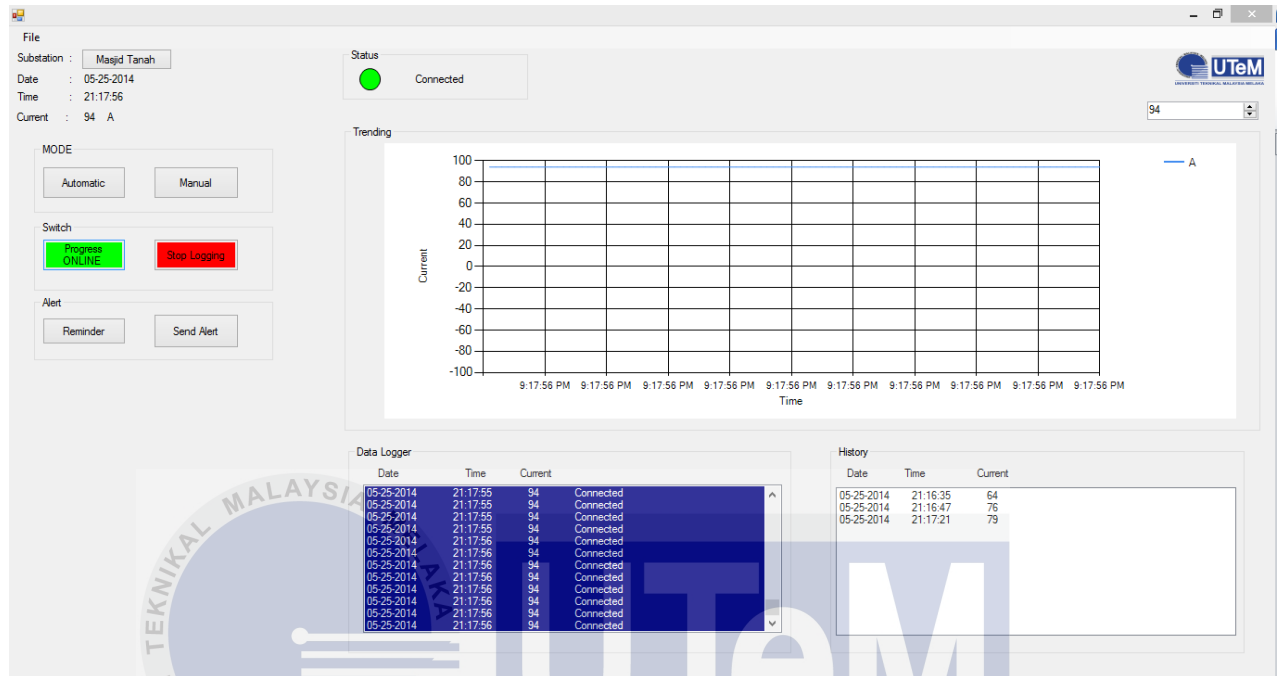 File
Substation : Masjid Tanah
Date : 05-25-2014
Time : 21:17:56
Current : 94 A
Status
Connected
UTeM
UNIVERSITI TEKNIKAL MALAYSIA MELAKA
94
MODE
Automatic Manual
Switch
Progress ONLINE Stop Logging
Alert
Reminder Send Alert
Trending
A
100
80
60
40
20
0
-20
-40
-60
-80
-100
Current
9:17:56 PM 9:17:56 PM 9:17:56 PM 9:17:56 PM 9:17:56 PM 9:17:56 PM 9:17:56 PM 9:17:56 PM 9:17:56 PM 9:17:56 PM
Time
Data Logger
Date Time Current
05-25-2014 21:17:55 94 Connected
05-25-2014 21:17:55 94 Connected
05-25-2014 21:17:55 94 Connected
05-25-2014 21:17:55 94 Connected
05-25-2014 21:17:56 94 Connected
05-25-2014 21:17:56 94 Connected
05-25-2014 21:17:56 94 Connected
05-25-2014 21:17:56 94 Connected
05-25-2014 21:17:56 94 Connected
05-25-2014 21:17:56 94 Connected
05-25-2014 21:17:56 94 Connected
05-25-2014 21:17:56 94 Connected
History
Date Time Current
05-25-2014 21:16:35 64
05-25-2014 21:16:47 76
05-25-2014 21:17:21 79
TEKNIKAL MALAYSIA
LAKA
UTeM